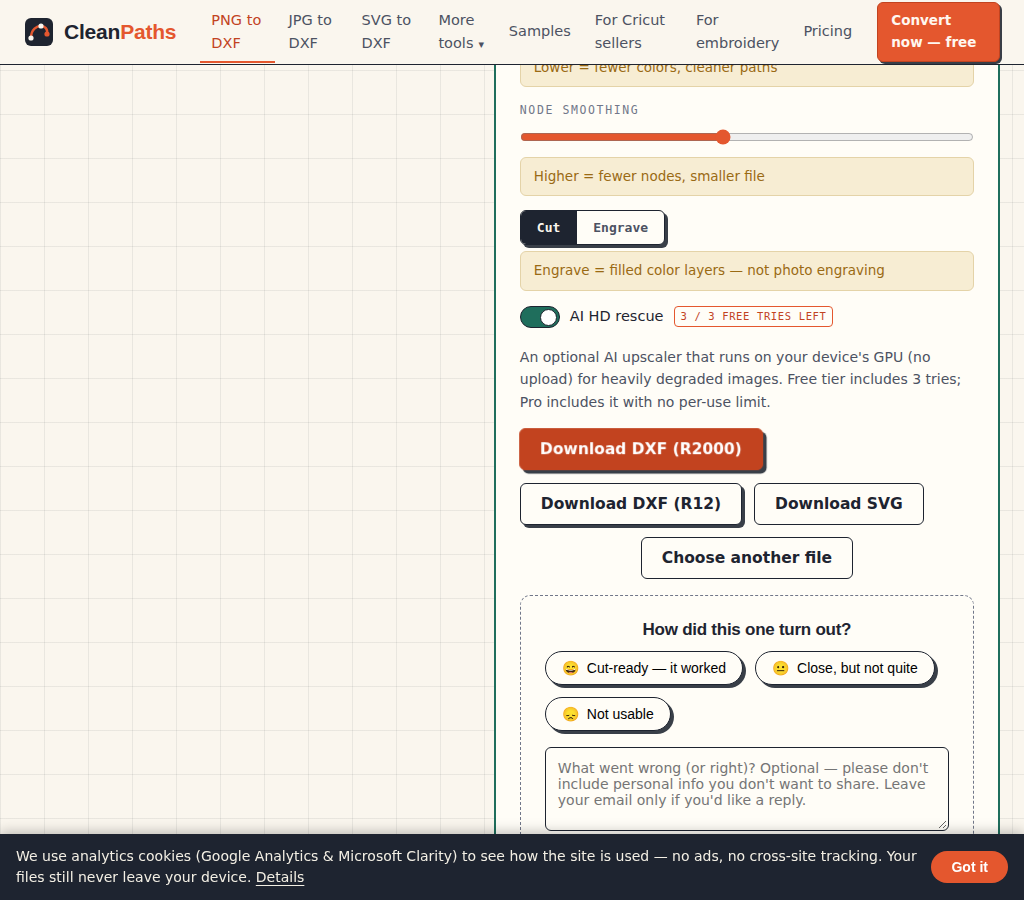 CleanPaths
PNG to
DXF
JPG to
DXF
SVG to
DXF
More
tools ▾
Samples
For Cricut
sellers
For
embroidery
Pricing
Convert
now — free
Lower = fewer colors, cleaner paths
NODE SMOOTHING
Higher = fewer nodes, smaller file
Cut
Engrave
Engrave = filled color layers — not photo engraving
AI HD rescue
3 / 3 FREE TRIES LEFT
An optional AI upscaler that runs on your device's GPU (no
upload) for heavily degraded images. Free tier includes 3 tries;
Pro includes it with no per-use limit.
Download DXF (R2000)
Download DXF (R12)
Download SVG
Choose another file
How did this one turn out?
😄 Cut-ready — it worked
😐 Close, but not quite
😞 Not usable
What went wrong (or right)? Optional — please don't
include personal info you don't want to share. Leave
your email only if you'd like a reply.
We use analytics cookies (Google Analytics & Microsoft Clarity) to see how the site is used — no ads, no cross-site tracking. Your
files still never leave your device. Details
Got it